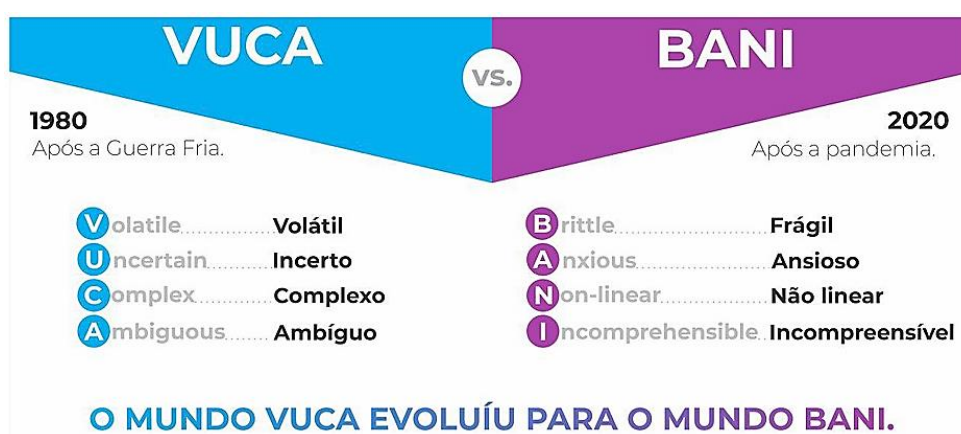 VUCA
vs.
BANI
1980
Após a Guerra Fria.
2020
Após a pandemia.
Volatile..................Volátil
Uncertain.............Incerto
Complex...............Complexo
Ambiguous.........Ambíguo
Brittle............................Frágil
Anxious........................Ansioso
Non-linear...................Não linear
Incomprehensible..Incompreensível
O MUNDO VUCA EVOLUÍU PARA O MUNDO BANI.